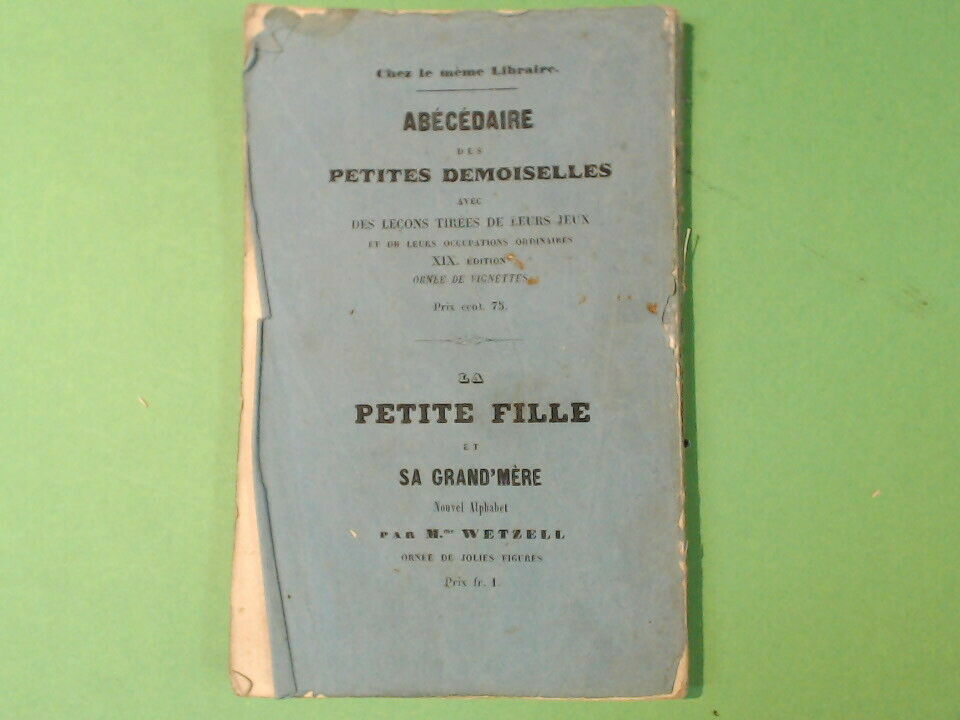 Chez le même Libraire.
ABÉCÉDAIRE
DES
PETITES DEMOISELLES
AVEC
DES LEÇONS TIRÉES DE LEURS JEUX
ET DE LEURS OCCUPATIONS ORDINAIRES
XIX. ÉDITION
ORNÉE DE VIGNETTES
Prix cent. 75.
LA
PETITE FILLE
ET
SA GRAND'MÈRE
Nouvel Alphabet
PAR M.me WETZELL
ORNÉE DE JOLIES FIGURES
Prix fr. 1.